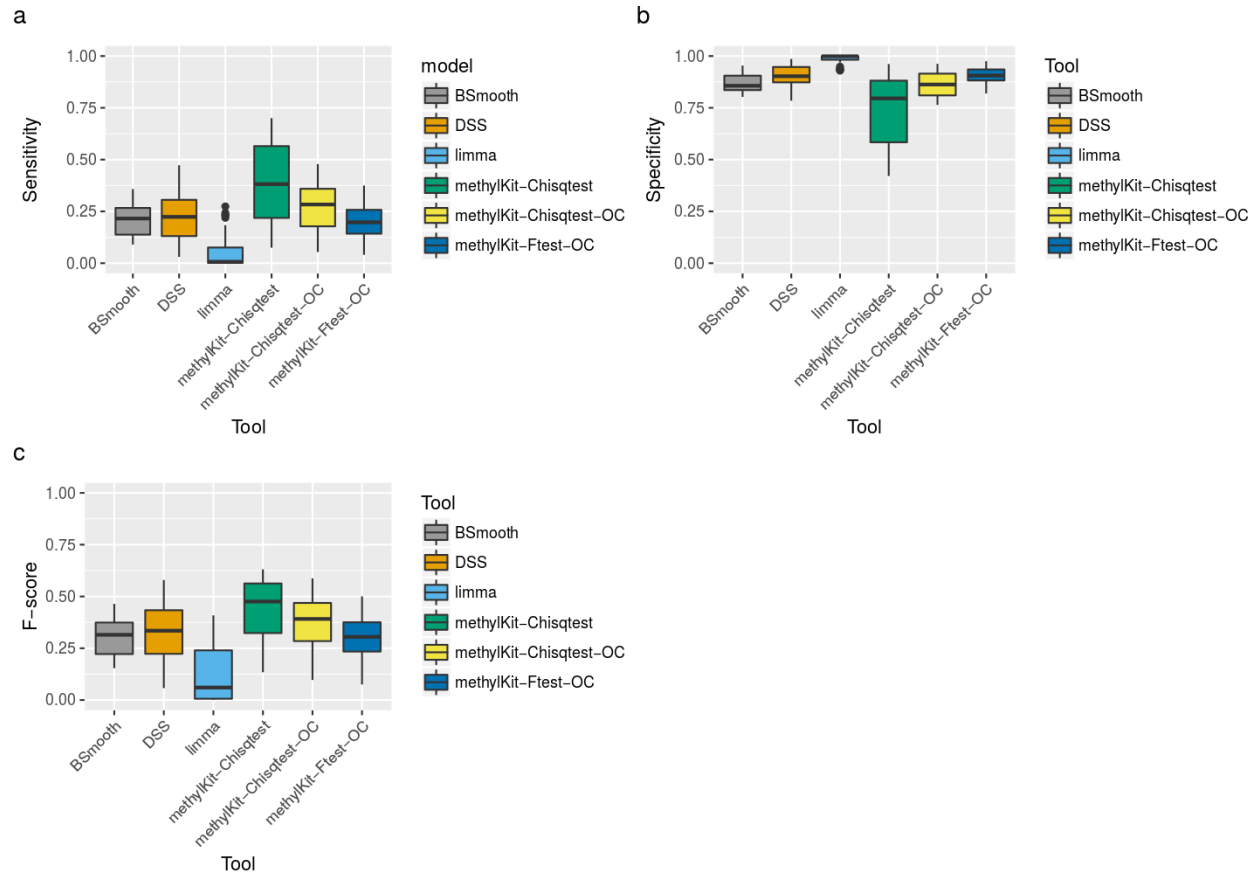 a
1.00
0.75
0.50
0.25
0.00
Sensitivity
BSmooth
DSS
limma
methylKit−Chisqtest
methylKit−Chisqtest−OC
methylKit−Ftest−OC
Tool
model
BSmooth
DSS
limma
methylKit−Chisqtest
methylKit−Chisqtest−OC
methylKit−Ftest−OC
b
1.00
0.75
0.50
0.25
0.00
Specificity
BSmooth
DSS
limma
methylKit−Chisqtest
methylKit−Chisqtest−OC
methylKit−Ftest−OC
Tool
Tool
BSmooth
DSS
limma
methylKit−Chisqtest
methylKit−Chisqtest−OC
methylKit−Ftest−OC
c
1.00
0.75
0.50
0.25
0.00
F−score
BSmooth
DSS
limma
methylKit−Chisqtest
methylKit−Chisqtest−OC
methylKit−Ftest−OC
Tool
Tool
BSmooth
DSS
limma
methylKit−Chisqtest
methylKit−Chisqtest−OC
methylKit−Ftest−OC